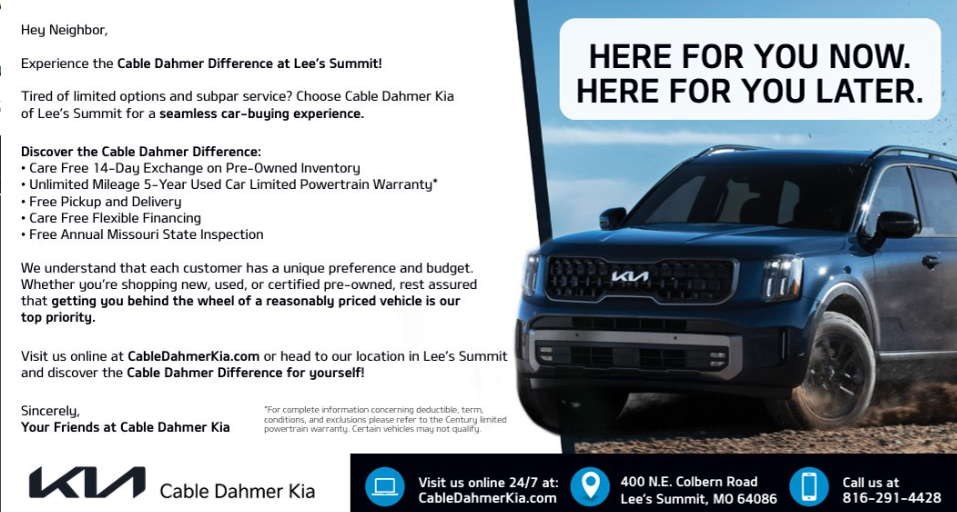 Hey Neighbor,
Experience the Cable Dahmer Difference at Lee's Summit!
Tired of limited options and subpar service? Choose Cable Dahmer Kia
of Lee's Summit for a seamless car-buying experience.
Discover the Cable Dahmer Difference:
• Care Free 14-Day Exchange on Pre-Owned Inventory
• Unlimited Mileage 5-Year Used Car Limited Powertrain Warranty*
• Free Pickup and Delivery
• Care Free Flexible Financing
• Free Annual Missouri State Inspection
We understand that each customer has a unique preference and budget.
Whether you're shopping new, used, or certified pre-owned, rest assured
that getting you behind the wheel of a reasonably priced vehicle is our
top priority.
Visit us online at CableDahmerKia.com or head to our location in Lee's Summit
and discover the Cable Dahmer Difference for yourself!
Sincerely,
Your Friends at Cable Dahmer Kia
*For complete information concerning deductible, term,
conditions, and exclusions please refer to the Century limited
powertrain warranty. Certain vehicles may not qualify.
HERE FOR YOU NOW.
HERE FOR YOU LATER.
KIA
KIA Cable Dahmer Kia
Visit us online 24/7 at:
CableDahmerKia.com
400 N.E. Colbern Road
Lee's Summit, MO 64086
Call us at
816-291-4428